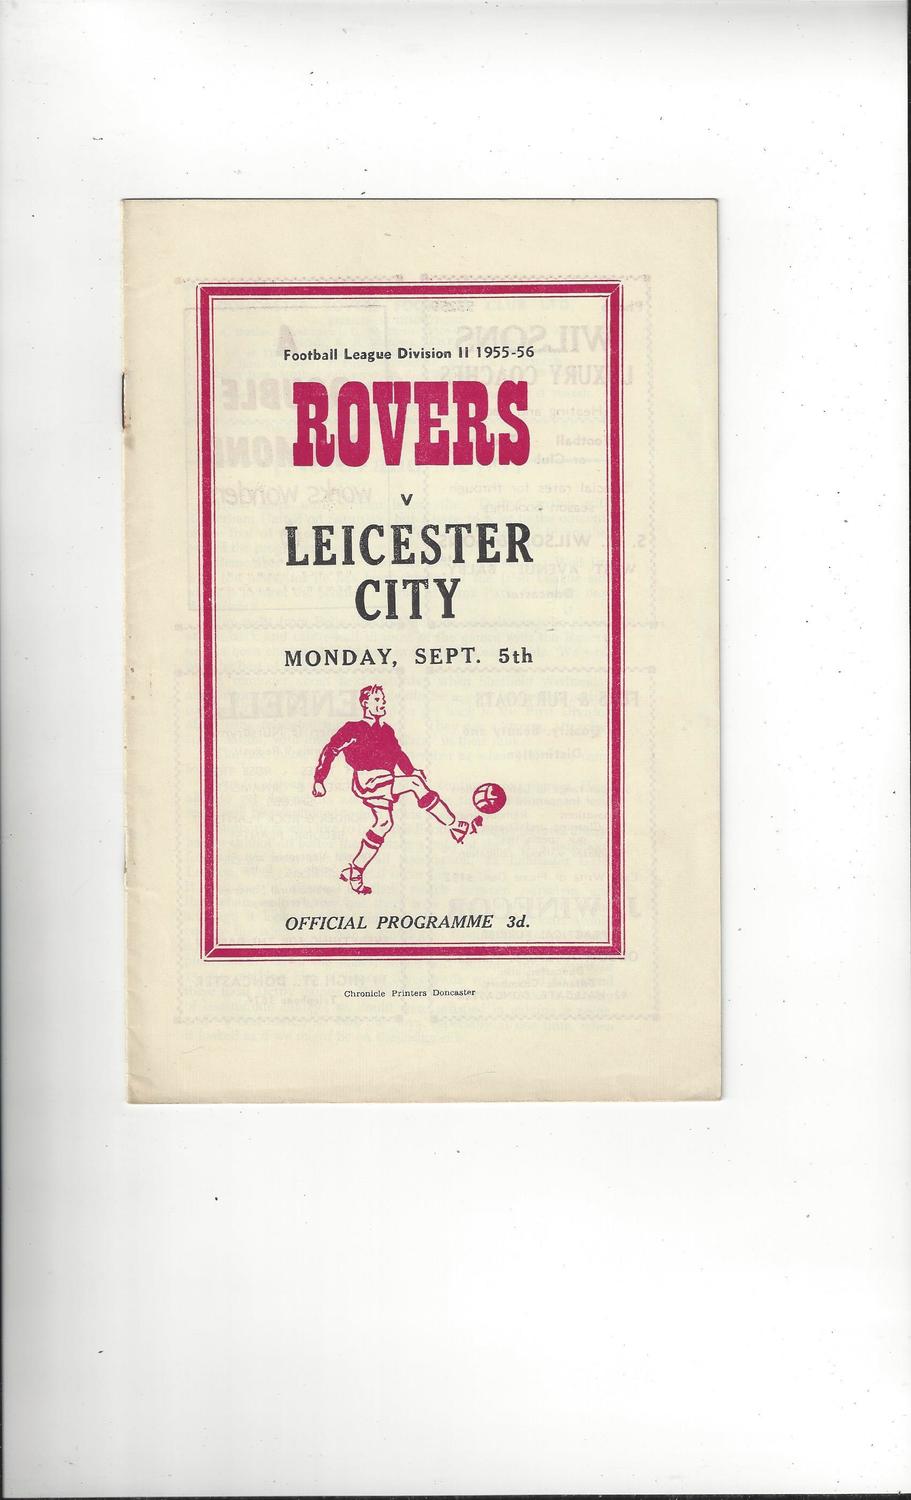 Football League Division II 1955-56
ROVERS
v
LEICESTER
CITY
MONDAY, SEPT. 5th
OFFICIAL PROGRAMME 3d.
Chronicle Printers Doncaster